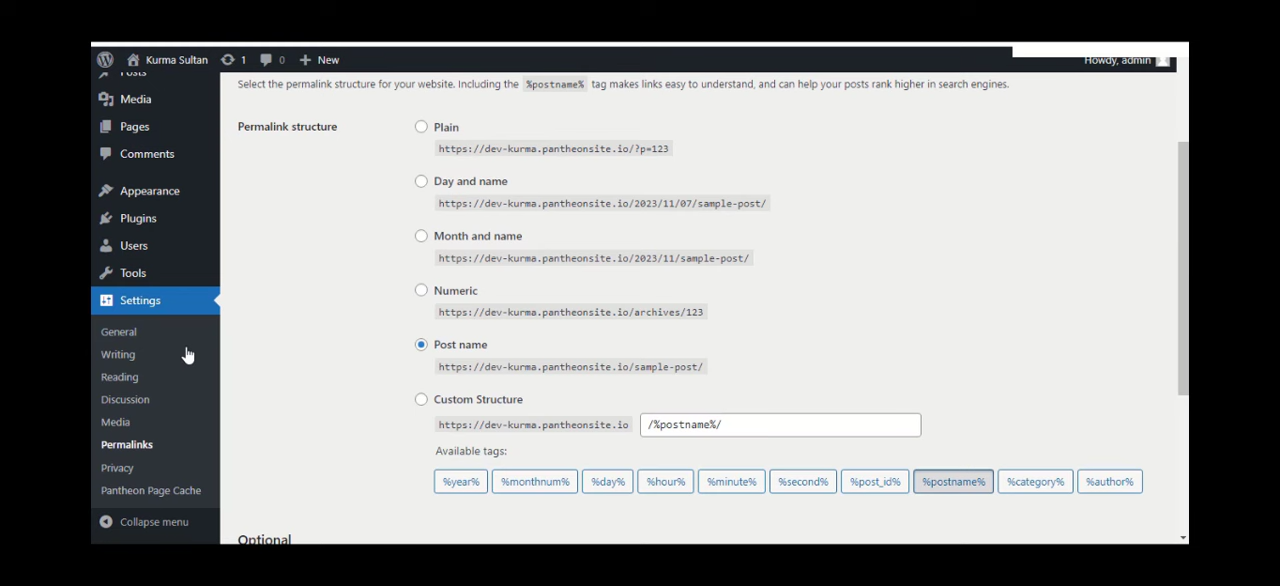 Kurma Sultan 1 0 + New Howdy, admin
Posts
Media
Pages
Comments
Appearance
Plugins
Users
Tools
Settings
General
Writing
Reading
Discussion
Media
Permalinks
Privacy
Pantheon Page Cache
Collapse menu
Select the permalink structure for your website. Including the %postname% tag makes links easy to understand, and can help your posts rank higher in search engines.
Permalink structure
Plain
https://dev-kurma.pantheonsite.io/?p=123
Day and name
https://dev-kurma.pantheonsite.io/2023/11/07/sample-post/
Month and name
https://dev-kurma.pantheonsite.io/2023/11/sample-post/
Numeric
https://dev-kurma.pantheonsite.io/archives/123
Post name
https://dev-kurma.pantheonsite.io/sample-post/
Custom Structure
https://dev-kurma.pantheonsite.io /%postname%/
Available tags:
%year% %monthnum% %day% %hour% %minute% %second% %post_id% %postname% %category% %author%
Optional